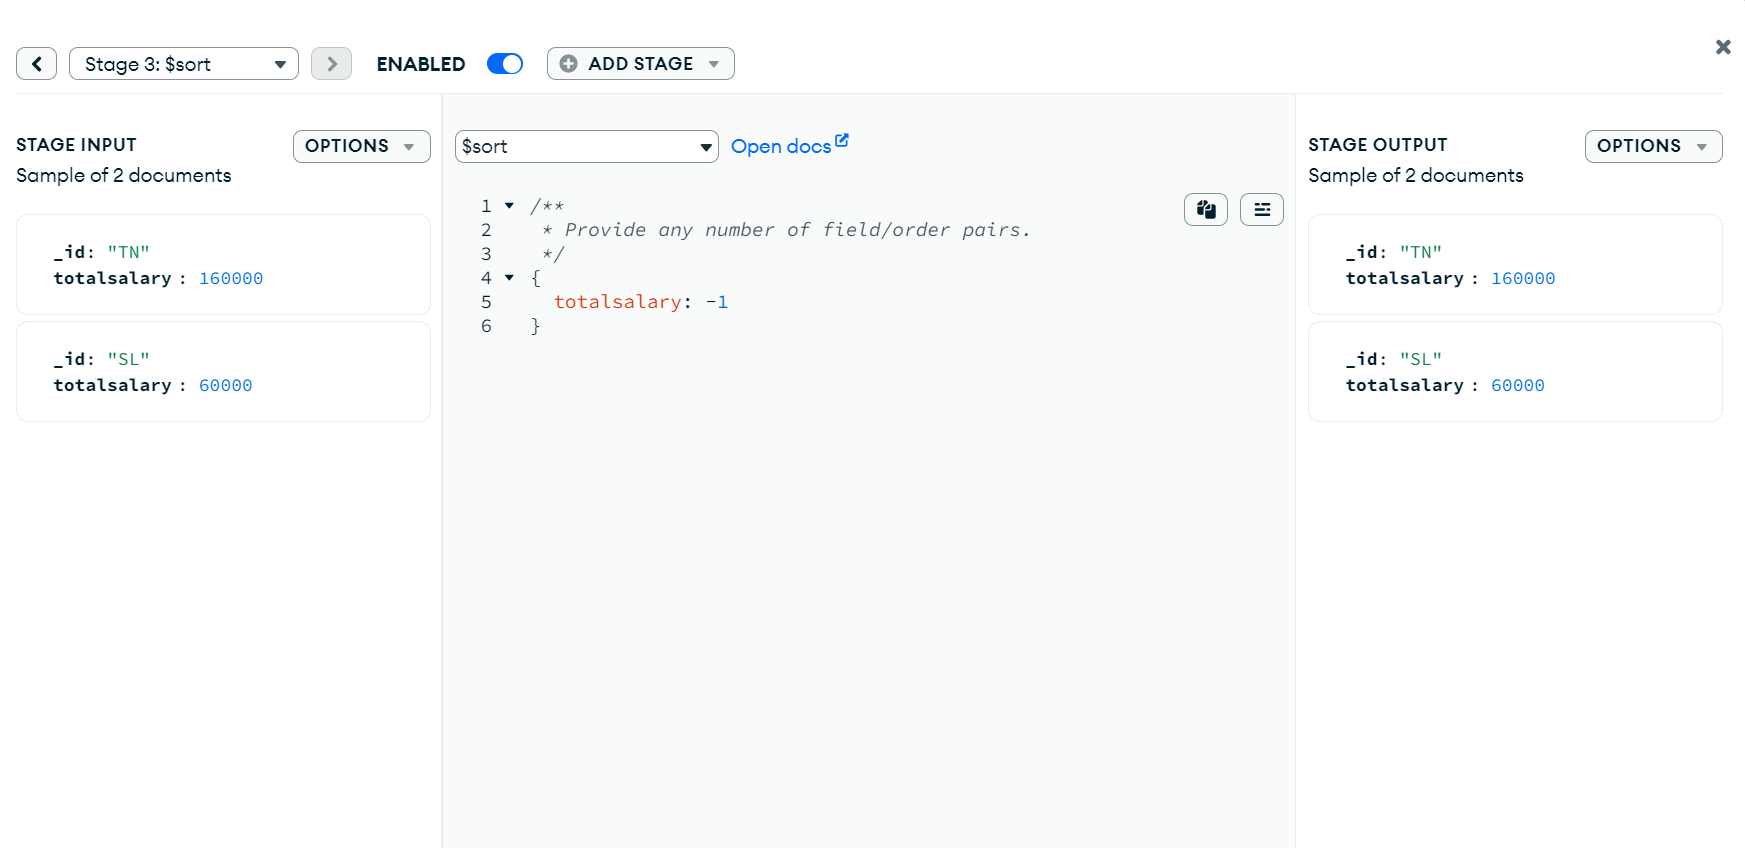 Stage 3: $sort
ENABLED
ADD STAGE
STAGE INPUT
OPTIONS
Sample of 2 documents
_id: "TN"
totalsalary : 160000
_id: "SL"
totalsalary : 60000
$sort
Open docs
1 /**
2  * Provide any number of field/order pairs.
3  */
4 {
5   totalsalary: -1
6 }
STAGE OUTPUT
OPTIONS
Sample of 2 documents
_id: "TN"
totalsalary : 160000
_id: "SL"
totalsalary : 60000